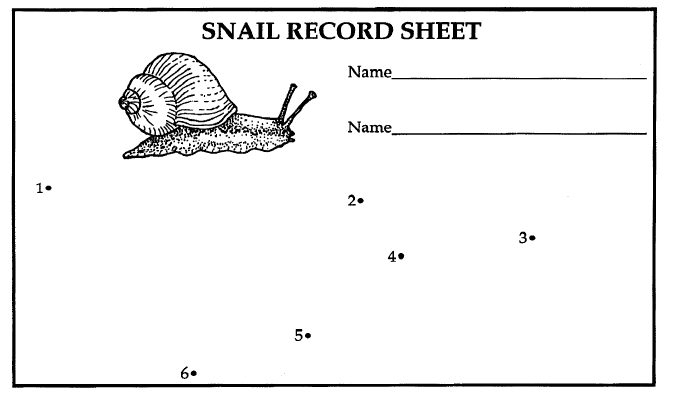 SNAIL RECORD SHEET
Name
Name
1•
2•
3•
4•
5•
6•